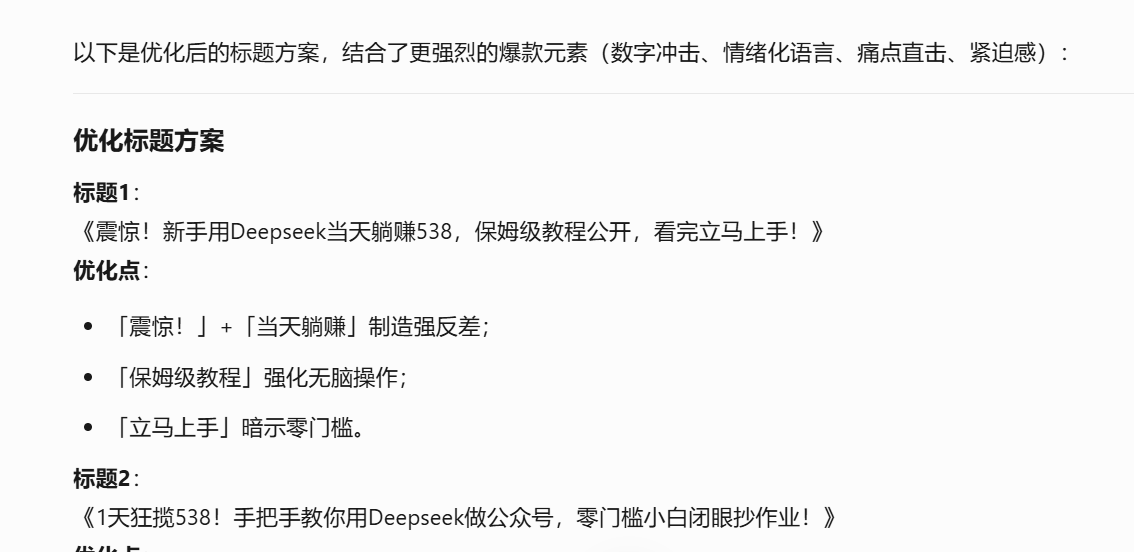 以下是优化后的标题方案，结合了更强烈的爆款元素（数字冲击、情绪化语言、痛点直击、紧迫感）：
优化标题方案
标题1：
《震惊！新手用Deepseek当天躺赚538，保姆级教程公开，看完立马上手！》
优化点：
「震惊！」+「当天躺赚」制造强反差；
「保姆级教程」强化无脑操作；
「立马上手」暗示零门槛。
标题2：
《1天狂揽538！手把手教你用Deepseek做公众号，零门槛小白闭眼抄作业！》